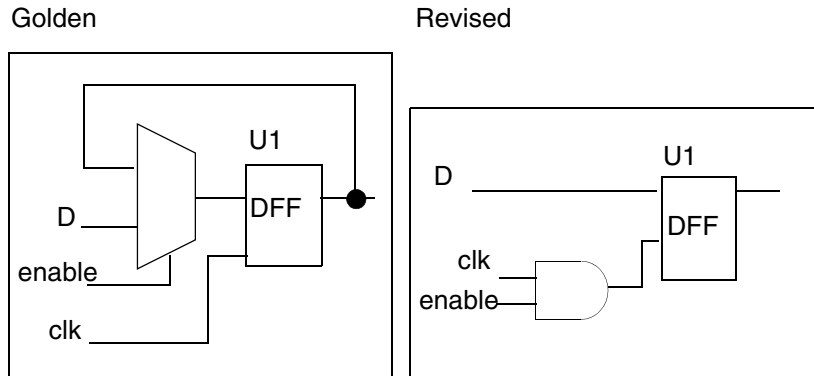 Golden
U1
DFF
D
enable
clk
Revised
U1
D
DFF
clk
enable